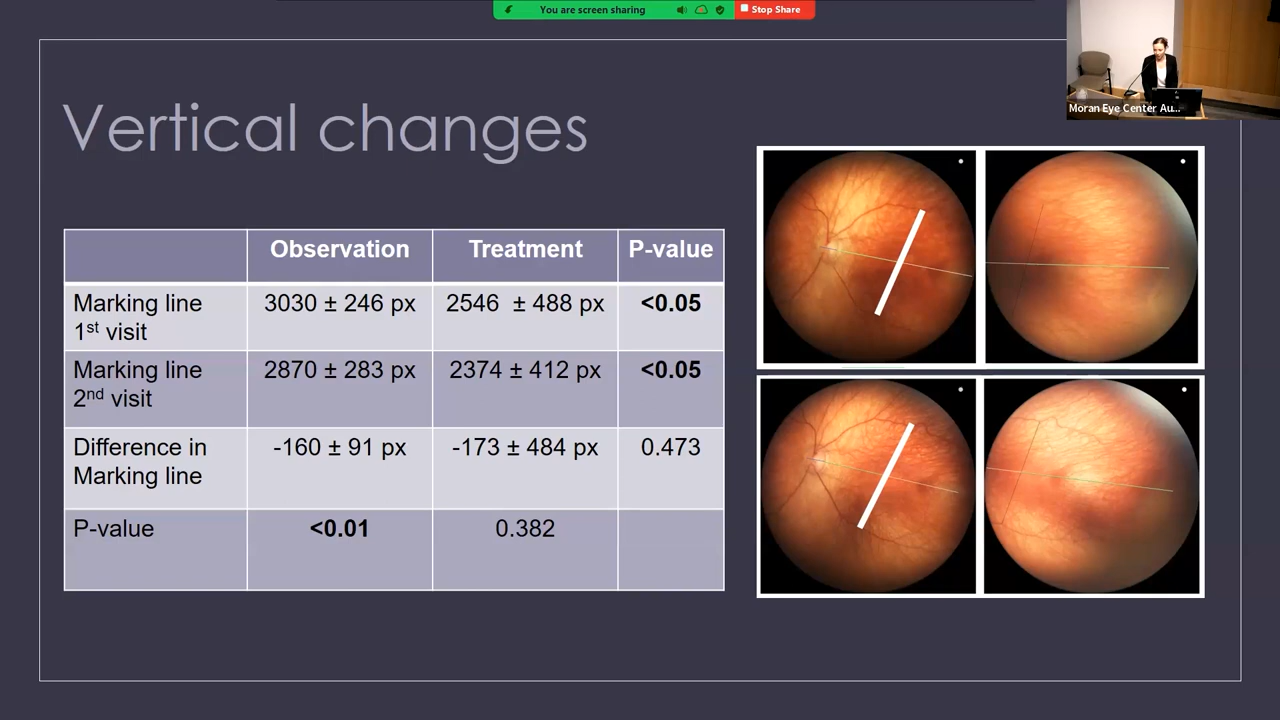 You are screen sharing
Stop Share
Moran Eye Center Au...
Vertical changes
Observation Treatment P-value
Marking line 3030 ± 246 px 2546 ± 488 px <0.05
1st visit
Marking line 2870 ± 283 px 2374 ± 412 px <0.05
2nd visit
Difference in -160 ± 91 px -173 ± 484 px 0.473
Marking line
P-value <0.01 0.382